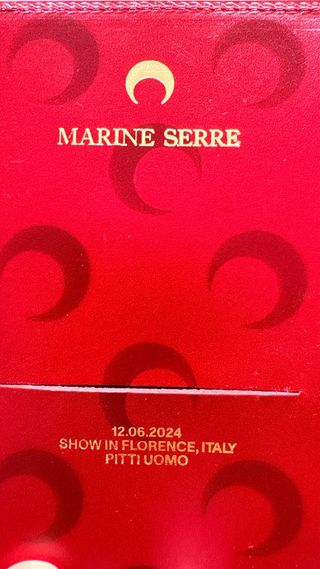 MARINE SERRE
12.06.2024
SHOW IN FLORENCE, ITALY
PITTI UOMO